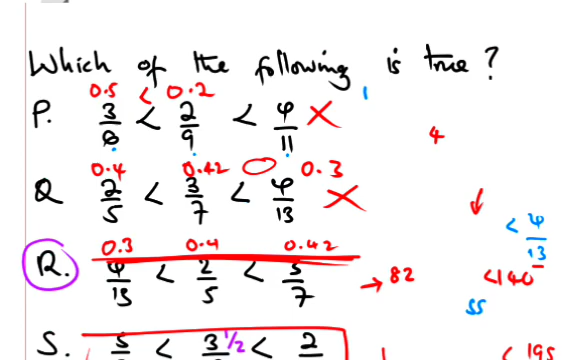 Which of the following is true?
0.5 < 0.2
P. 3/8 < 2/9 < 4/11 X
4
0.4 0.42 0.3
Q 2/5 < 3/7 < 4/13 X
< 4/13
0.3 0.4 0.42
R. 4/13 < 2/5 < 3/7 → 82 < 140
55
S. 5 < 3 1/2 < 2
< 195